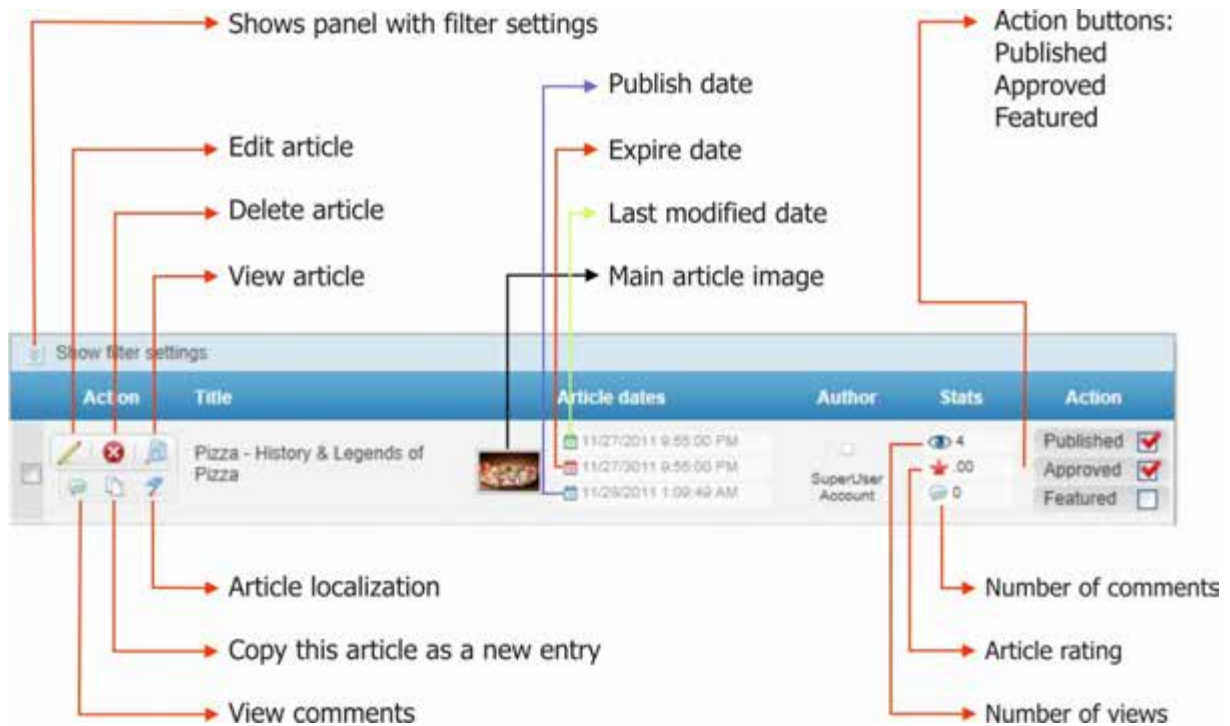 Shows panel with filter settings
Action buttons:
Published
Approved
Featured
Publish date
Edit article
Expire date
Delete article
Last modified date
View article
Main article image
Show filter settings
Action Title Article dates Author Stats Action
Pizza - History & Legends of
Pizza
11/27/2011 9:55:00 PM
11/27/2011 9:55:00 PM
11/29/2011 1:09:49 AM
SuperUser
Account
4
.00
0
Published
Approved
Featured
Article localization
Number of comments
Copy this article as a new entry
Article rating
View comments
Number of views